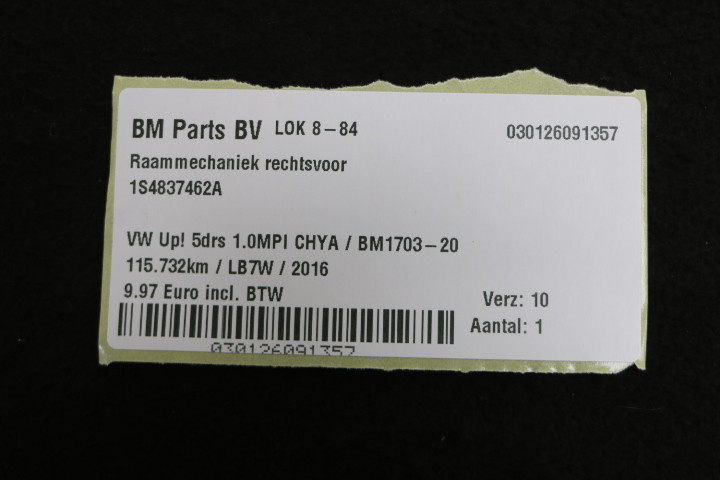 BM Parts BV LOK 8-84 030126091357
Raammechaniek rechtsvoor
1S4837462A
VW Up! 5drs 1.0MPI CHYA / BM1703-20
115.732km / LB7W / 2016
9.97 Euro incl. BTW Verz: 10
Aantal: 1
030126091357